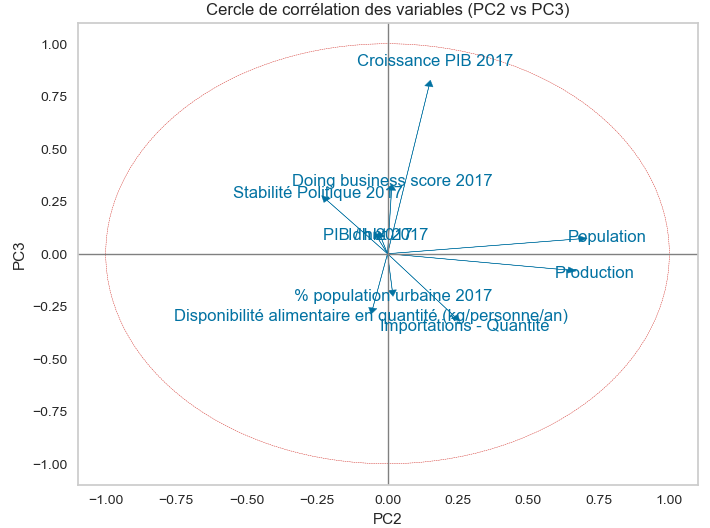 Cercle de corrélation des variables (PC2 vs PC3)
Croissance PIB 2017
Doing business score 2017
Stabilité Politique 2017
PIB
2017
Population
Production
% population urbaine 2017
Disponibilité alimentaire en quantité (kg/personne/an)
Importations - Quantité
PC3
1.00
0.75
0.50
0.25
0.00
−0.25
−0.50
−0.75
−1.00
−1.00
−0.75
−0.50
−0.25
0.00
0.25
0.50
0.75
1.00
PC2